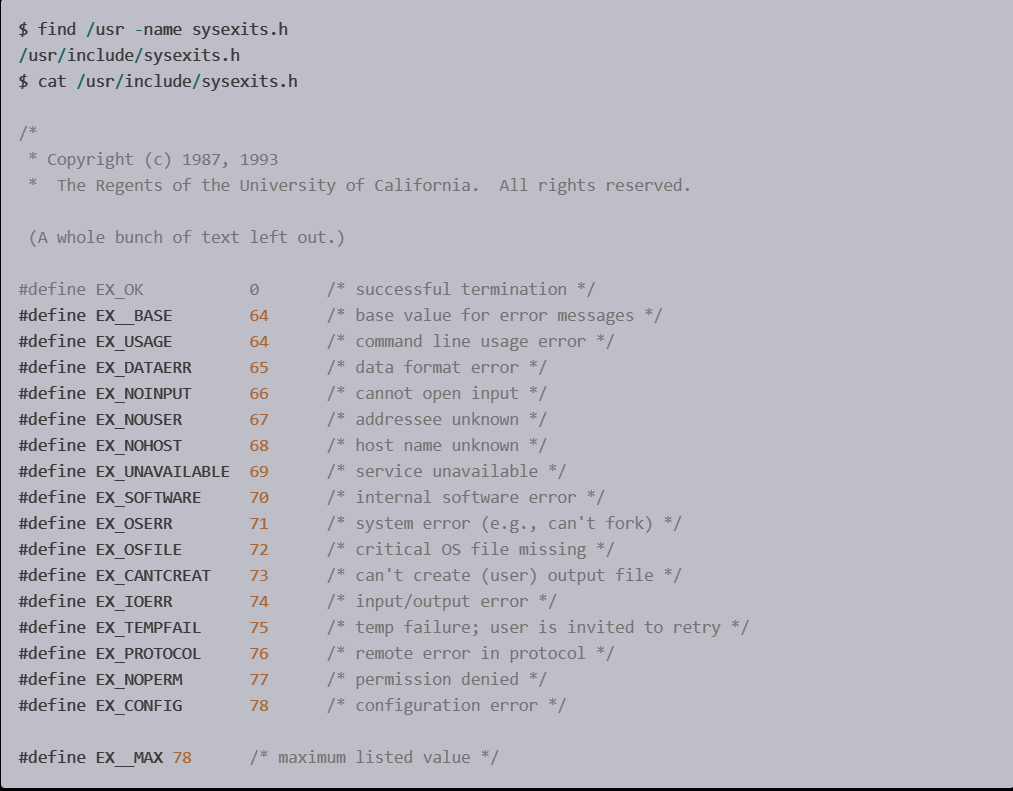 $ find /usr -name sysexits.h
/usr/include/sysexits.h
$ cat /usr/include/sysexits.h

/*
 * Copyright (c) 1987, 1993
 *  The Regents of the University of California.  All rights reserved.

 (A whole bunch of text left out.)

#define EX_OK           0       /* successful termination */
#define EX__BASE        64      /* base value for error messages */
#define EX_USAGE        64      /* command line usage error */
#define EX_DATAERR      65      /* data format error */
#define EX_NOINPUT      66      /* cannot open input */
#define EX_NOUSER       67      /* addressee unknown */
#define EX_NOHOST       68      /* host name unknown */
#define EX_UNAVAILABLE  69      /* service unavailable */
#define EX_SOFTWARE     70      /* internal software error */
#define EX_OSERR        71      /* system error (e.g., can't fork) */
#define EX_OSFILE       72      /* critical OS file missing */
#define EX_CANTCREAT    73      /* can't create (user) output file */
#define EX_IOERR        74      /* input/output error */
#define EX_TEMPFAIL     75      /* temp failure; user is invited to retry */
#define EX_PROTOCOL     76      /* remote error in protocol */
#define EX_NOPERM       77      /* permission denied */
#define EX_CONFIG       78      /* configuration error */

#define EX__MAX 78      /* maximum listed value */